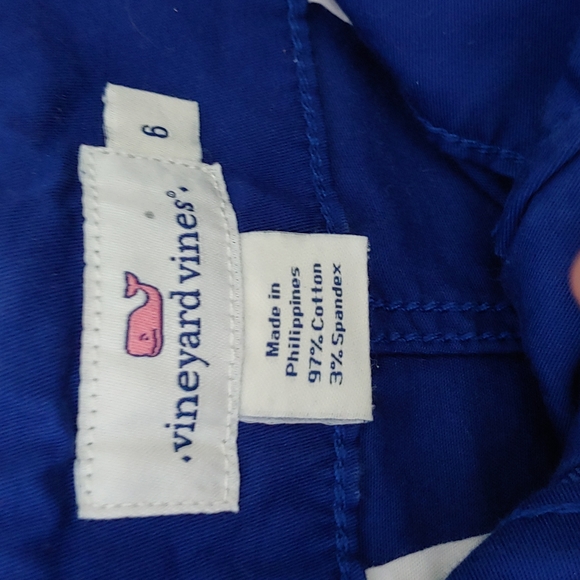 vineyard vines®
6
Made in
Philippines
97% Cotton
3% Spandex